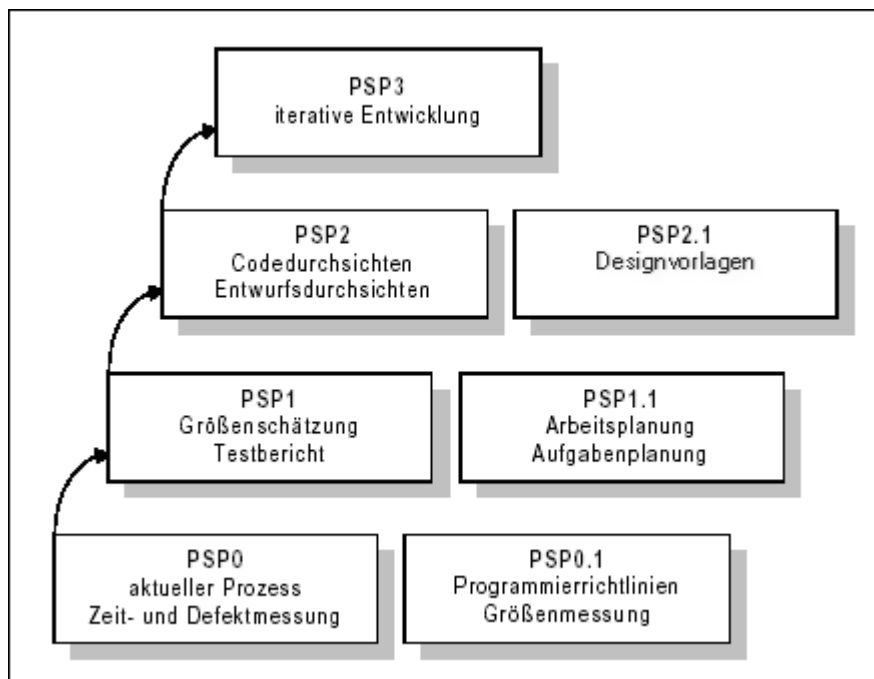 PSP3
iterative Entwicklung
PSP2
Codedurchsichten
Entwurfsdurchsichten
PSP2.1
Designvorlagen
PSP1
Größenschätzung
Testbericht
PSP1.1
Arbeitsplanung
Aufgabenplanung
PSP0
aktueller Prozess
Zeit- und Defektmessung
PSP0.1
Programmierrichtlinien
Größenmessung